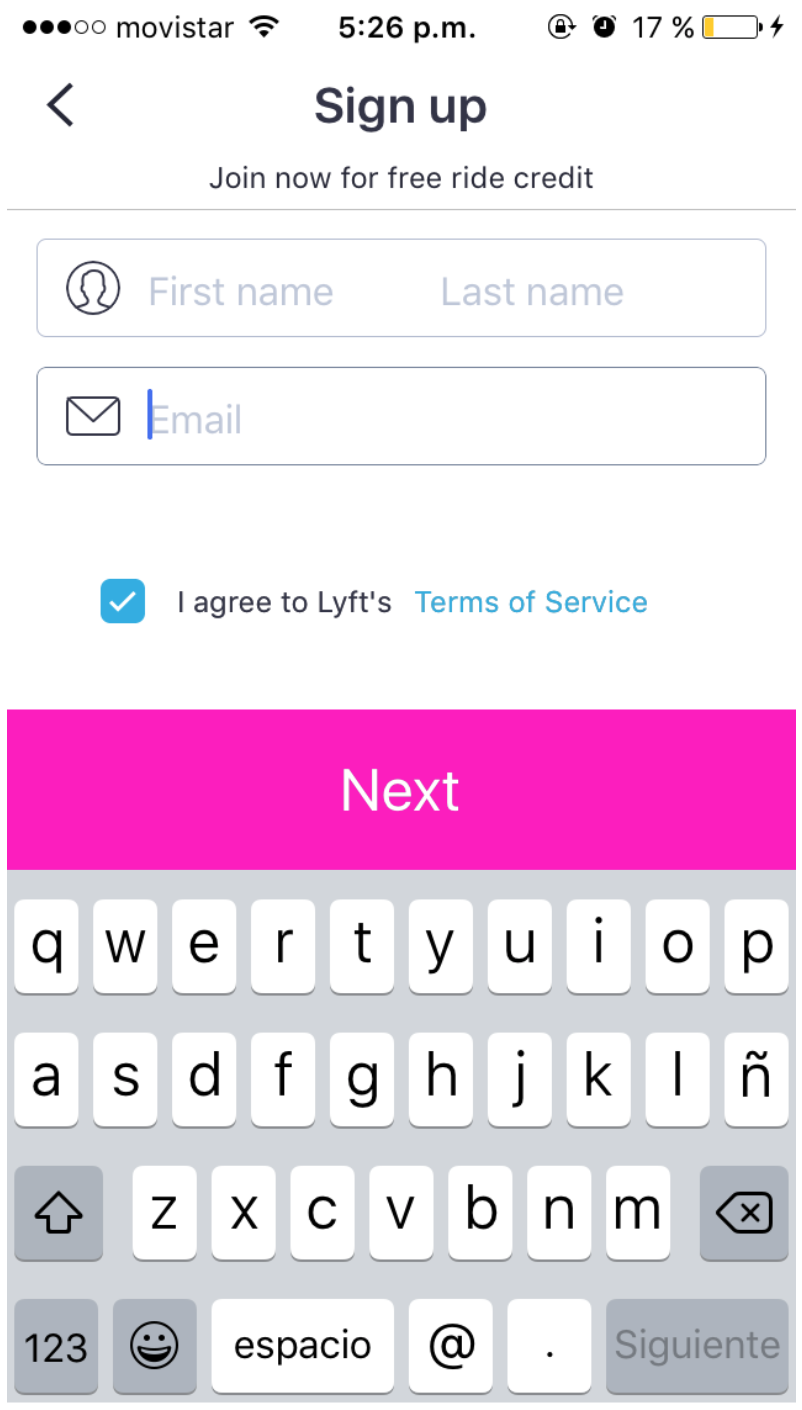 movistar 5:26 p.m. 17 %
Sign up
Join now for free ride credit
First name Last name
Email
I agree to Lyft's Terms of Service
Next
q w e r t y u i o p
a s d f g h j k l ñ
z x c v b n m
123 espacio @ . Siguiente